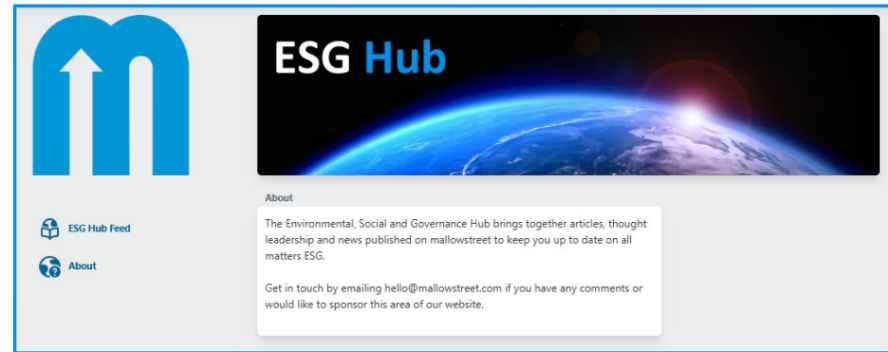 ESG Hub
ESG Hub Feed
About
About
The Environmental, Social and Governance Hub brings together articles, thought
leadership and news published on mallowstreet to keep you up to date on all
matters ESG.
Get in touch by emailing hello@mallowstreet.com if you have any comments or
would like to sponsor this area of our website.